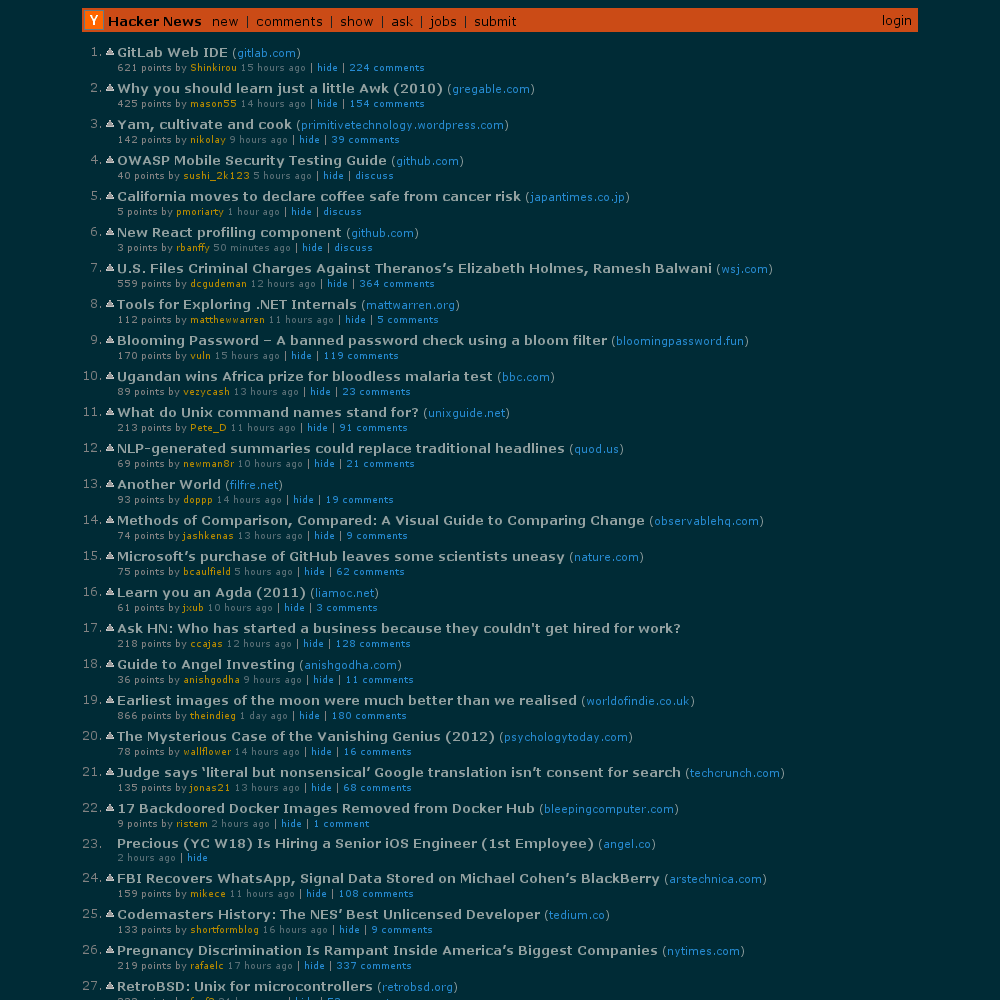 Y Hacker News new | comments | show | ask | jobs | submit login
1. GitLab Web IDE (gitlab.com)
621 points by Shinkirou 15 hours ago | hide | 224 comments
2. Why you should learn just a little Awk (2010) (gregable.com)
425 points by mason55 14 hours ago | hide | 154 comments
3. Yam, cultivate and cook (primitivetechnology.wordpress.com)
142 points by nikolay 9 hours ago | hide | 39 comments
4. OWASP Mobile Security Testing Guide (github.com)
40 points by sushi_2k123 5 hours ago | hide | discuss
5. California moves to declare coffee safe from cancer risk (japantimes.co.jp)
5 points by pmoriarty 1 hour ago | hide | discuss
6. New React profiling component (github.com)
3 points by rbanffy 50 minutes ago | hide | discuss
7. U.S. Files Criminal Charges Against Theranos’s Elizabeth Holmes, Ramesh Balwani (wsj.com)
559 points by dcgudeman 12 hours ago | hide | 364 comments
8. Tools for Exploring .NET Internals (mattwarren.org)
112 points by matthewwarren 11 hours ago | hide | 5 comments
9. Blooming Password – A banned password check using a bloom filter (bloomingpassword.fun)
170 points by vuln 15 hours ago | hide | 119 comments
10. Ugandan wins Africa prize for bloodless malaria test (bbc.com)
89 points by vezycash 13 hours ago | hide | 23 comments
11. What do Unix command names stand for? (unixguide.net)
213 points by Pete_D 11 hours ago | hide | 91 comments
12. NLP-generated summaries could replace traditional headlines (quod.us)
69 points by newman8r 10 hours ago | hide | 21 comments
13. Another World (filfre.net)
93 points by doppp 14 hours ago | hide | 19 comments
14. Methods of Comparison, Compared: A Visual Guide to Comparing Change (observablehq.com)
74 points by jashkenas 13 hours ago | hide | 9 comments
15. Microsoft’s purchase of GitHub leaves some scientists uneasy (nature.com)
75 points by bcaulfield 5 hours ago | hide | 62 comments
16. Learn you an Agda (2011) (liamoc.net)
61 points by jxub 10 hours ago | hide | 3 comments
17. Ask HN: Who has started a business because they couldn't get hired for work?
218 points by ccajas 12 hours ago | hide | 128 comments
18. Guide to Angel Investing (anishgodha.com)
36 points by anishgodha 9 hours ago | hide | 11 comments
19. Earliest images of the moon were much better than we realised (worldofindie.co.uk)
866 points by theindieg 1 day ago | hide | 180 comments
20. The Mysterious Case of the Vanishing Genius (2012) (psychologytoday.com)
78 points by wallflower 14 hours ago | hide | 16 comments
21. Judge says ‘literal but nonsensical’ Google translation isn’t consent for search (techcrunch.com)
135 points by jonas21 13 hours ago | hide | 68 comments
22. 17 Backdoored Docker Images Removed from Docker Hub (bleepingcomputer.com)
9 points by ristem 2 hours ago | hide | 1 comment
23. Precious (YC W18) Is Hiring a Senior iOS Engineer (1st Employee) (angel.co)
2 hours ago | hide
24. FBI Recovers WhatsApp, Signal Data Stored on Michael Cohen’s BlackBerry (arstechnica.com)
159 points by mikece 11 hours ago | hide | 108 comments
25. Codemasters History: The NES’ Best Unlicensed Developer (tedium.co)
133 points by shortformblog 16 hours ago | hide | 9 comments
26. Pregnancy Discrimination Is Rampant Inside America’s Biggest Companies (nytimes.com)
219 points by rafaelc 17 hours ago | hide | 337 comments
27. RetroBSD: Unix for microcontrollers (retrobsd.org)